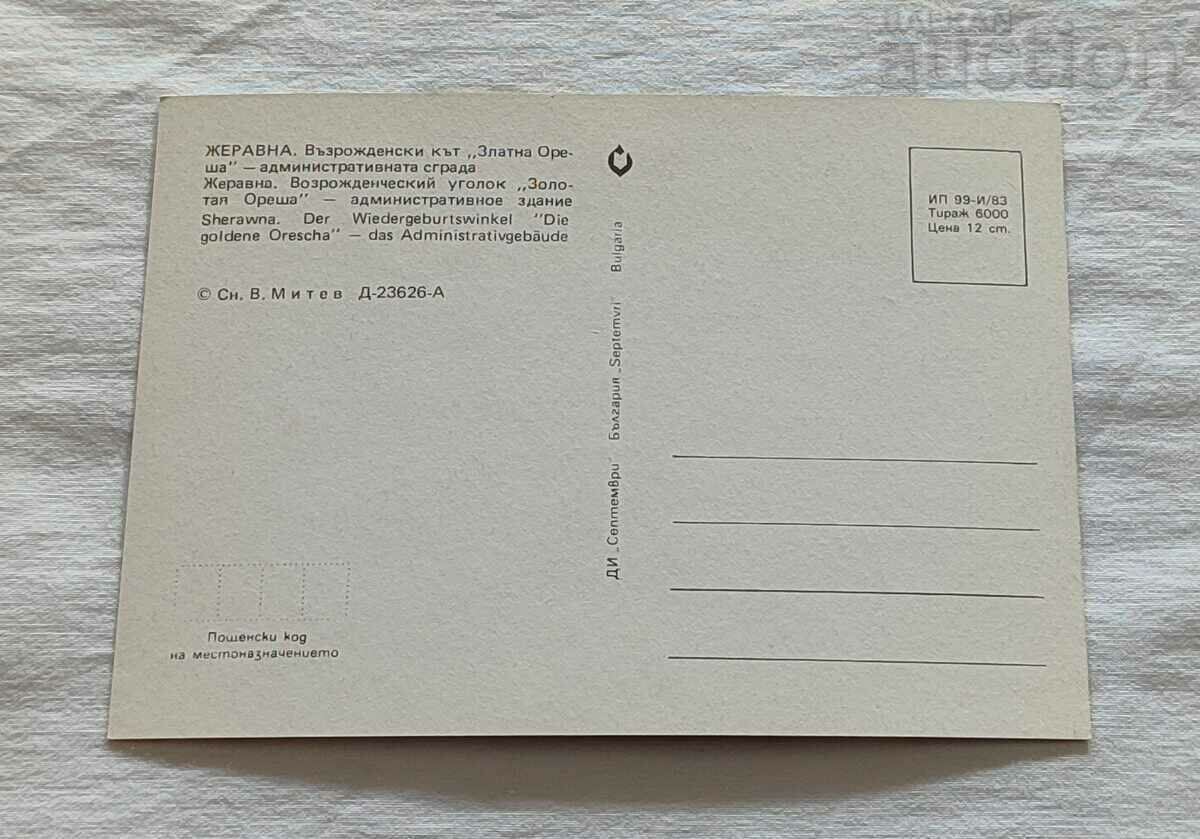 BALKAN
auction
ЖЕРАВНА. Възрожденски кът „Златна Оре-
ша" — административната сграда
Жеравна. Возрожденческий уголок „Золо-
тая Ореша" — административное здание
Sherawna. Der Wiedergeburtswinkel "Die
goldene Orescha" — das Administrativgebäude
© Сн. В. Митев Д-23626-А
ДИ „Септември" България „Septemvri" Bulgaria
ИП 99-И/83
Тираж 6000
Цена 12 ст.
Пощенски код
на местоназначението